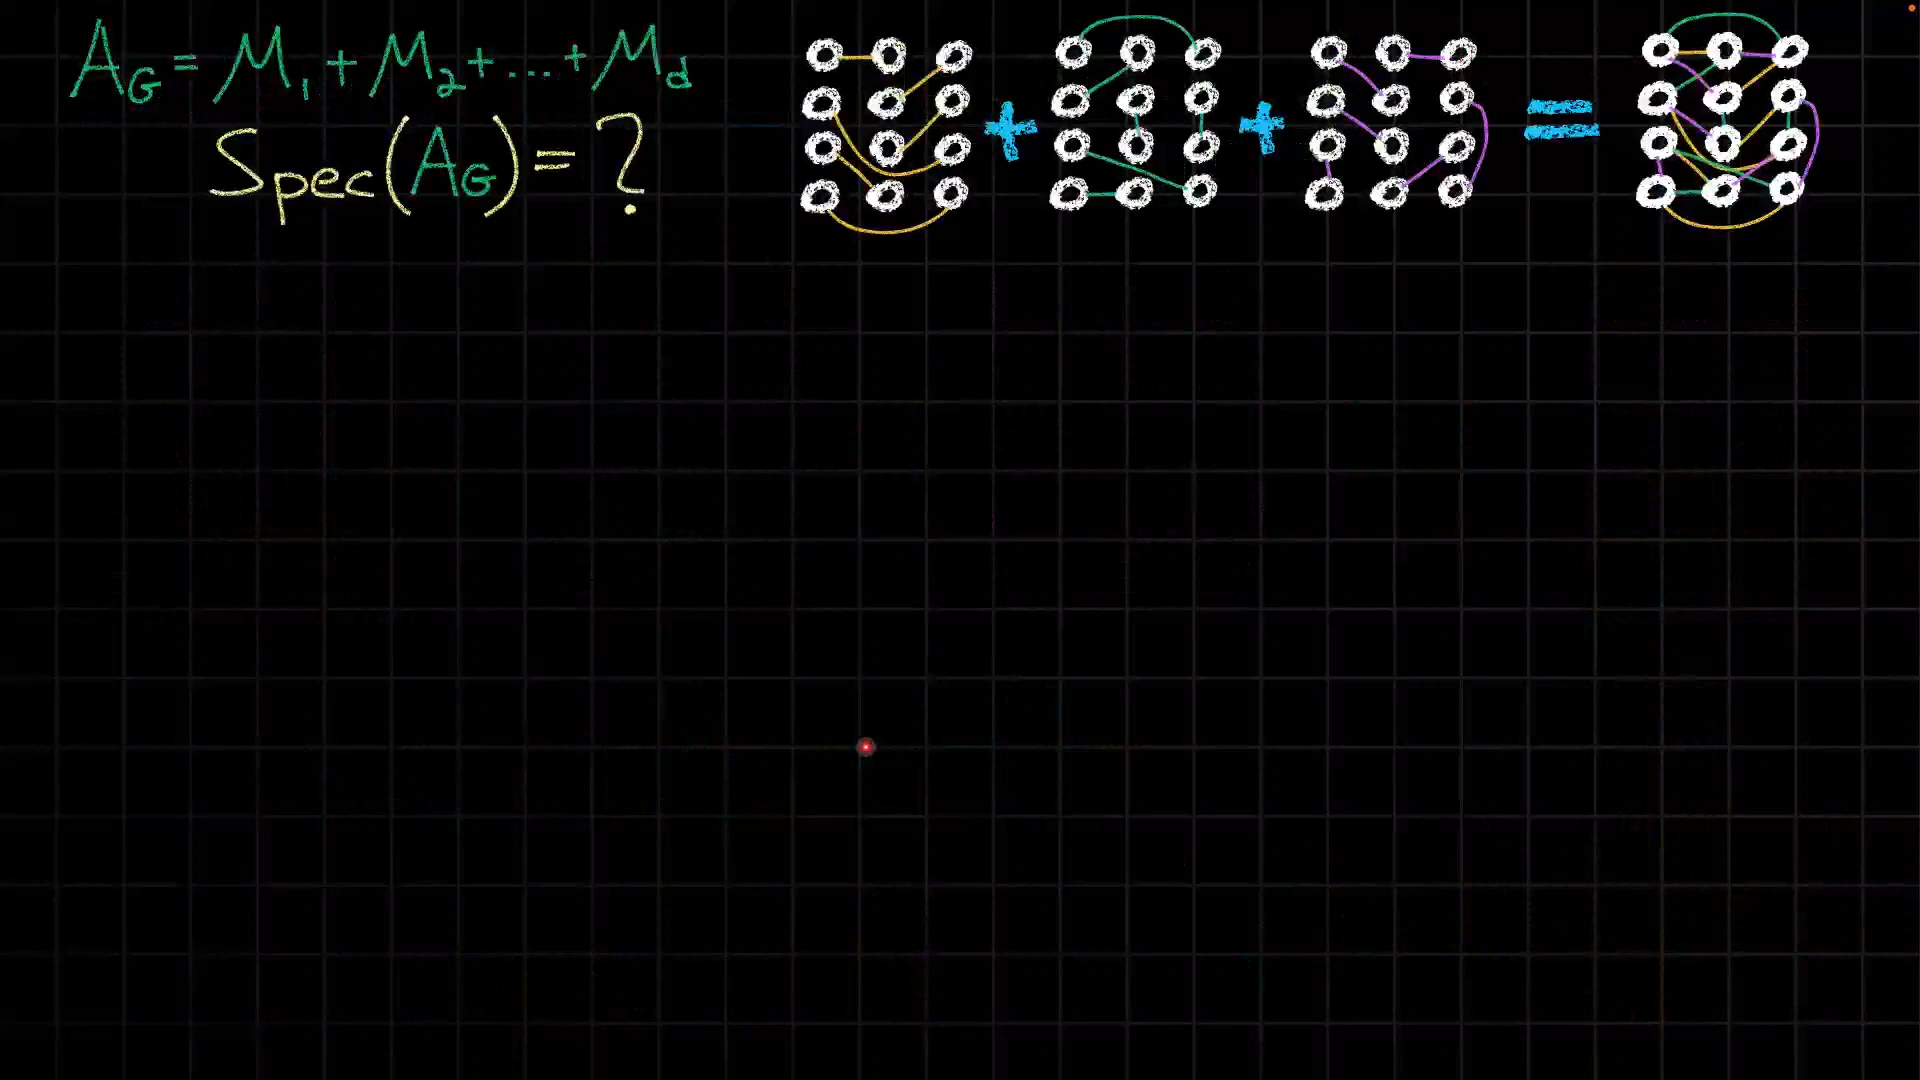 A_G = M_1 + M_2 + ... + M_d
Spec(A_G) = ?
+ + =